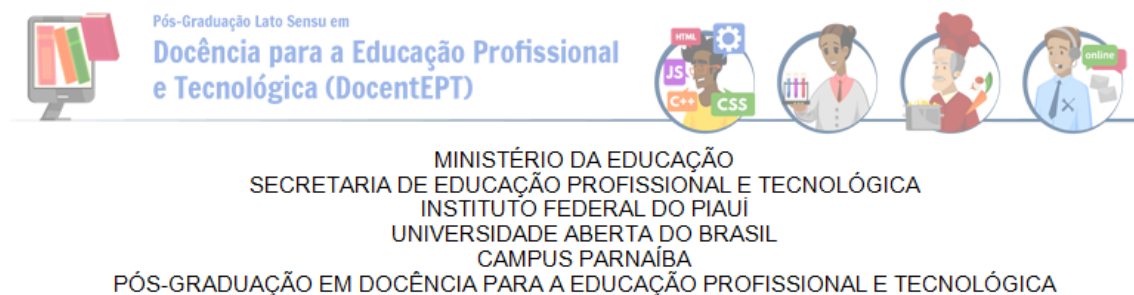 Pós-Graduação Lato Sensu em
Docência para a Educação Profissional
e Tecnológica (DocentEPT)
HTML
JS
C++
CSS
online
MINISTÉRIO DA EDUCAÇÃO
SECRETARIA DE EDUCAÇÃO PROFISSIONAL E TECNOLÓGICA
INSTITUTO FEDERAL DO PIAUÍ
UNIVERSIDADE ABERTA DO BRASIL
CAMPUS PARNAÍBA
PÓS-GRADUAÇÃO EM DOCÊNCIA PARA A EDUCAÇÃO PROFISSIONAL E TECNOLÓGICA